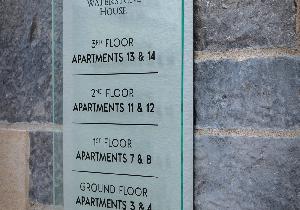 WATERSTONE
HOUSE
3RD FLOOR
APARTMENTS 13 & 14
2ND FLOOR
APARTMENTS 11 & 12
1ST FLOOR
APARTMENTS 7 & 8
GROUND FLOOR
APARTMENTS 3 & 4